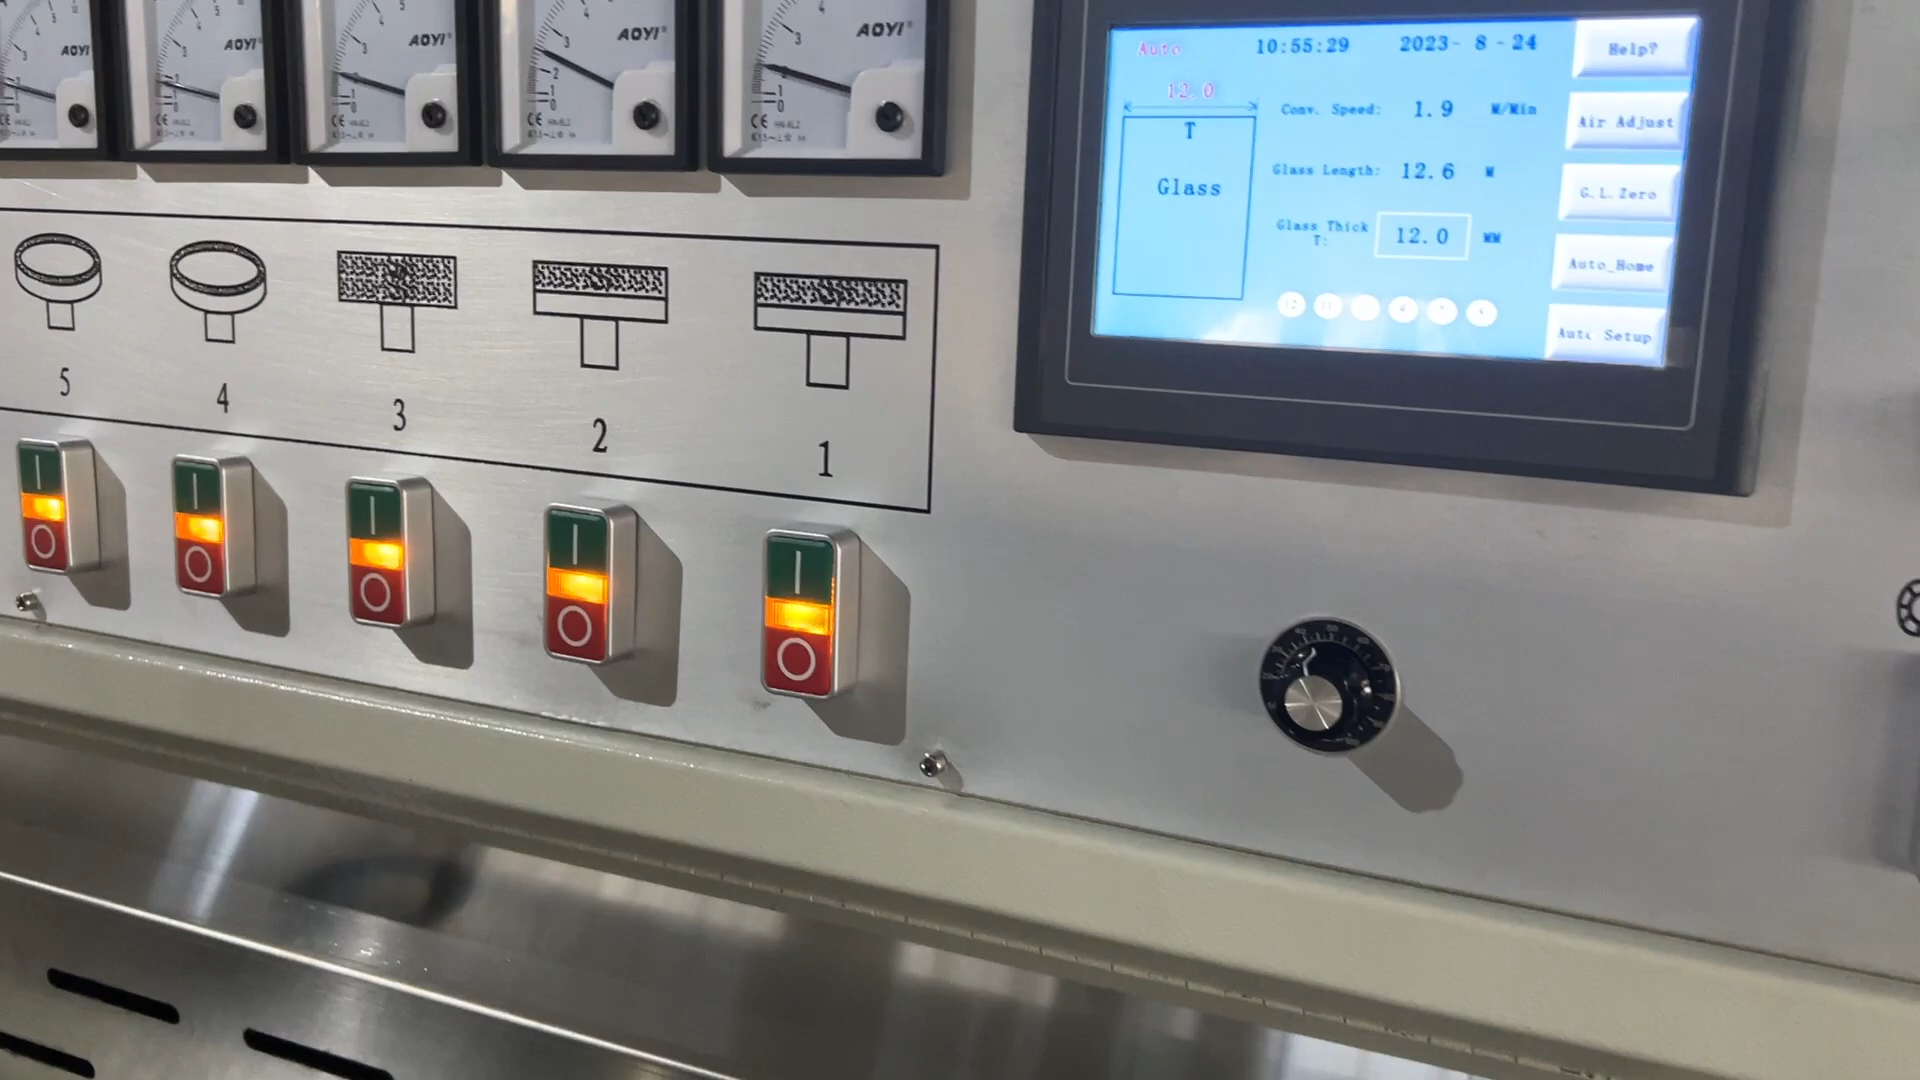 AOYI®
AOYI®
AOYI®
AOYI®
AOYI®
5
4
3
2
1
Auto
10:55:29
2023- 8 - 24
Help?
12.0
T
Glass
Conv. Speed: 1.9 M/Min
Air Adjust
Glass Length: 12.6 M
G.L.Zero
Glass Thick
T: 12.0 MM
Auto_Home
Auto Setup